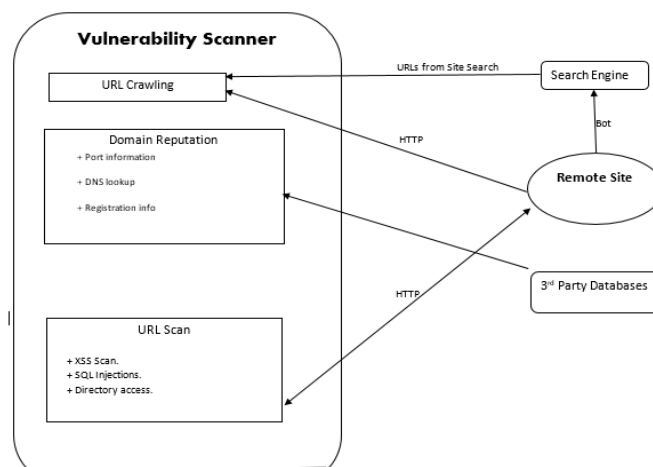 Vulnerability Scanner
URL Crawling
URLs from Site Search
Search Engine
Bot
HTTP
Remote Site
Domain Reputation
+ Port information
+ DNS lookup
+ Registration info
3rd Party Databases
HTTP
URL Scan
+ XSS Scan.
+ SQL Injections.
+ Directory access.